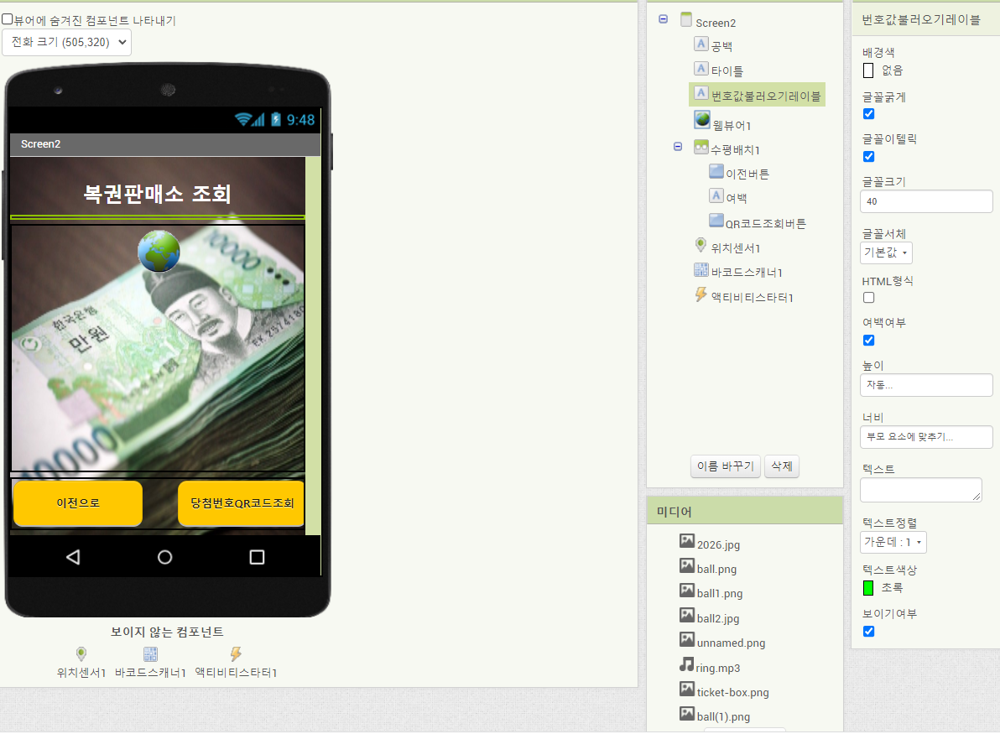 뷰어에 숨겨진 컴포넌트 나타내기
전화 크기 (505,320)
9:48
Screen2
복권판매소 조회
한국은행
만원
10000
10000
이전으로
당첨번호QR코드조회
보이지 않는 컴포넌트
위치센서1
바코드스캐너1
액티비티스타터1
Screen2
공백
타이틀
번호값불러오기레이블
웹뷰어1
수평배치1
이전버튼
여백
QR코드조회버튼
위치센서1
바코드스캐너1
액티비티스타터1
이름 바꾸기
삭제
미디어
2026.jpg
ball.png
ball1.png
ball2.jpg
unnamed.png
ring.mp3
ticket-box.png
ball(1).png
번호값불러오기레이블
배경색
없음
글꼴굵게
글꼴이텔릭
글꼴크기
40
글꼴서체
기본값
HTML형식
여백여부
높이
자동...
너비
부모 요소에 맞추기...
텍스트
텍스트정렬
가운데 : 1
텍스트색상
초록
보이기여부